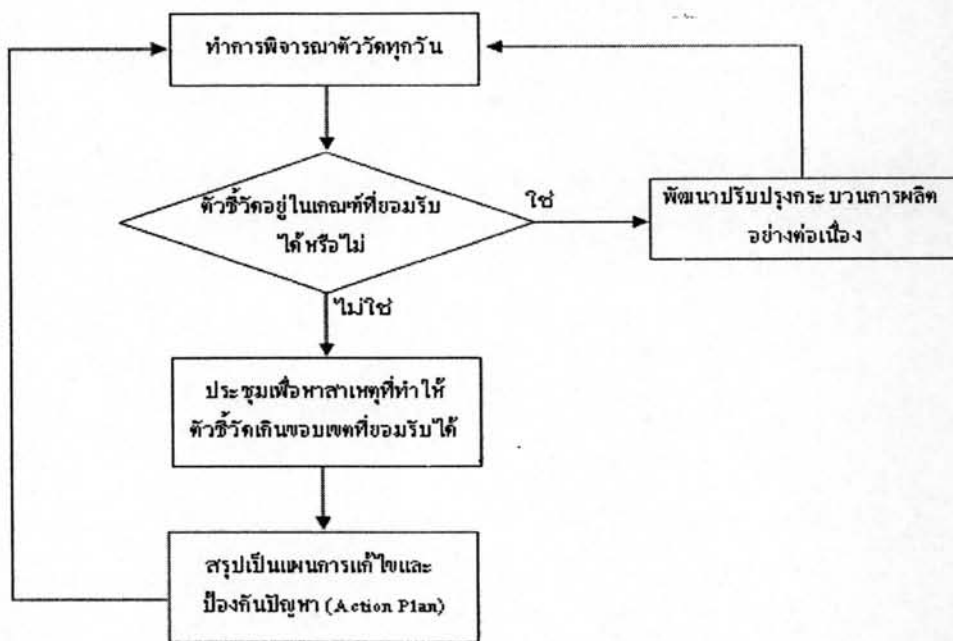 ทำการพิจารณาตัววัดทุกวัน
ตัวชี้วัดอยู่ในเกณฑ์ที่ยอมรับ
ได้หรือไม่
ใช่
พัฒนาปรับปรุงกระบวนการผลิต
อย่างต่อเนื่อง
ไม่ใช่
ประชุมเพื่อหาสาเหตุที่ทำให้
ตัวชี้วัดเกินขอบเขตที่ยอมรับได้
สรุปเป็นแผนการแก้ไขและ
ป้องกันปัญหา (Action Plan)